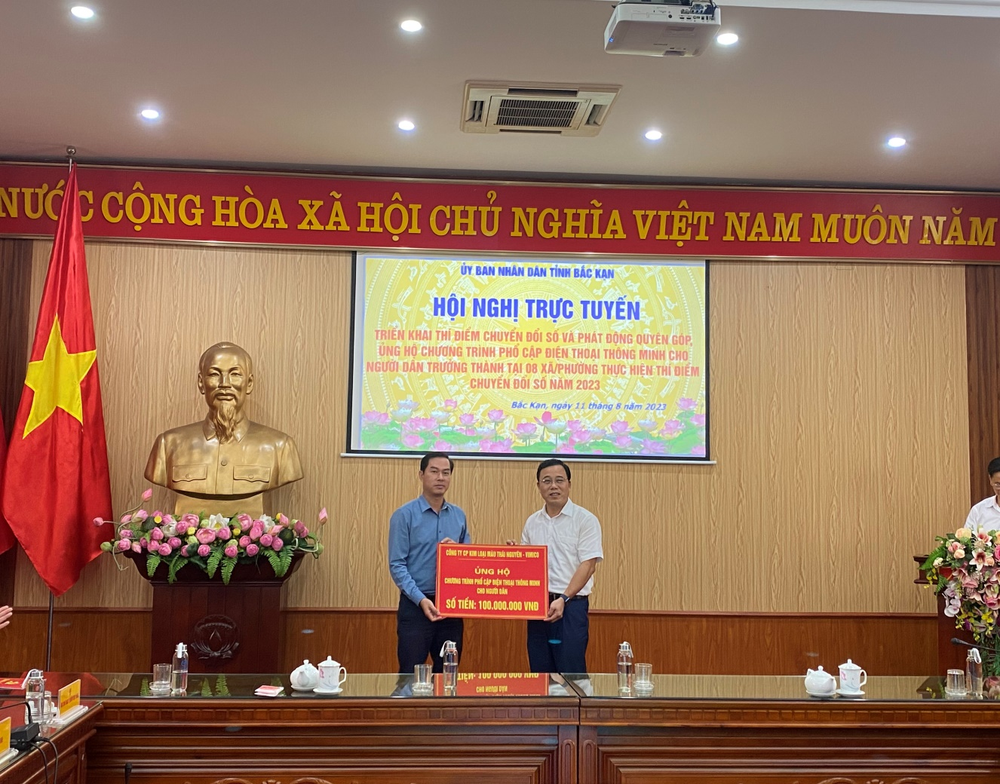 NƯỚC CỘNG HÒA XÃ HỘI CHỦ NGHĨA VIỆT NAM MUÔN NĂM
ỦY BAN NHÂN DÂN TỈNH BẮC KẠN
HỘI NGHỊ TRỰC TUYẾN
TRIỂN KHAI THÍ ĐIỂM CHUYỂN ĐỔI SỐ VÀ PHÁT ĐỘNG QUYÊN GÓP,
ỦNG HỘ CHƯƠNG TRÌNH PHỔ CẬP ĐIỆN THOẠI THÔNG MINH CHO
NGƯỜI DÂN TRƯỞNG THÀNH TẠI 08 XÃ/PHƯỜNG THỰC HIỆN THÍ ĐIỂM
CHUYỂN ĐỔI SỐ NĂM 2023
Bắc Kạn, ngày 11 tháng 8 năm 2023
CÔNG TY CP KIM LOẠI MÀU THÁI NGUYÊN - VIMICO
ỦNG HỘ
CHƯƠNG TRÌNH PHỔ CẬP ĐIỆN THOẠI THÔNG MINH
CHO NGƯỜI DÂN
SỐ TIỀN: 100.000.000 VNĐ